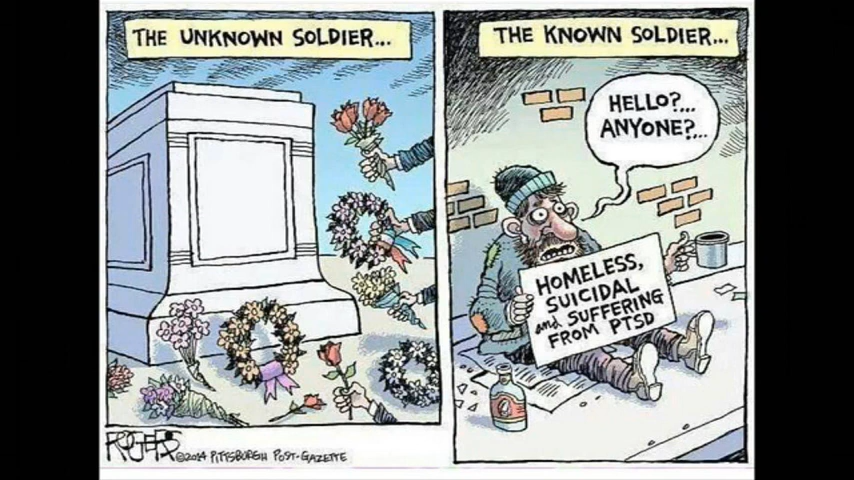 THE UNKNOWN SOLDIER...
THE KNOWN SOLDIER...
HELLO?...
ANYONE?...
HOMELESS,
SUICIDAL
and SUFFERING
FROM PTSD
ROGERS ©2014 PITTSBURGH POST-GAZETTE